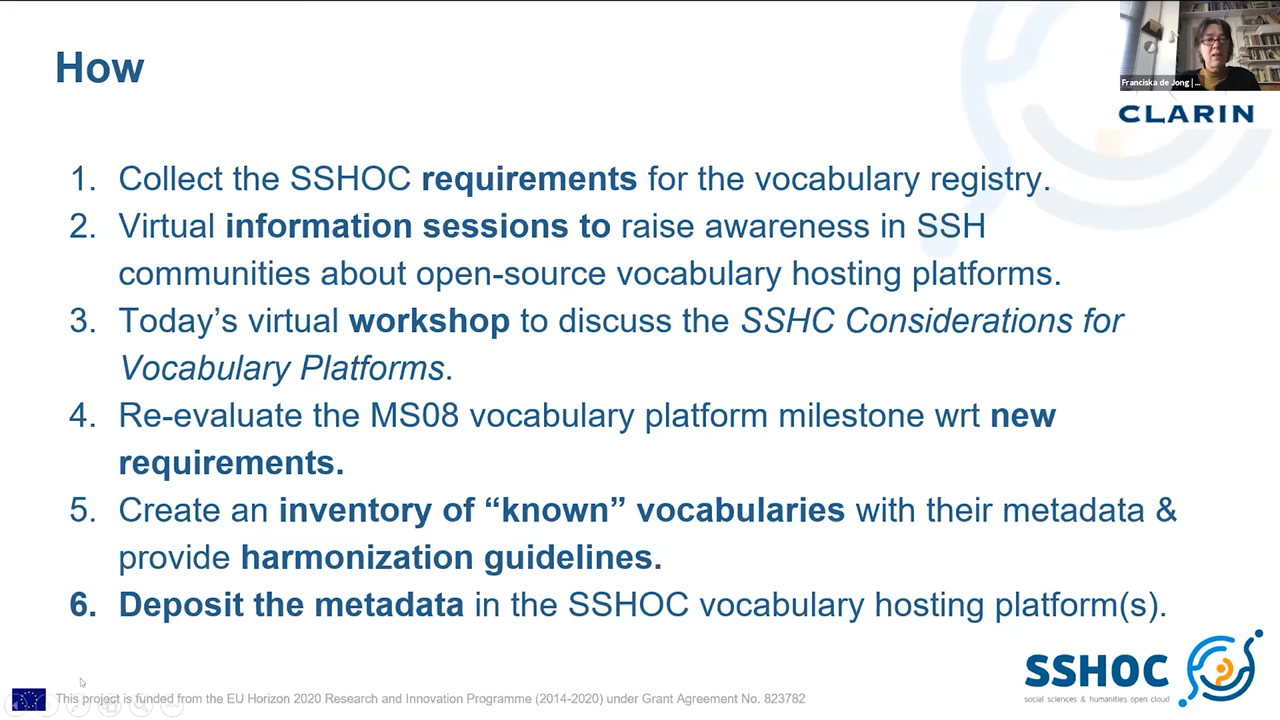 How
Franciska de Jong | ...
CLARIN
1. Collect the SSHOC requirements for the vocabulary registry.
2. Virtual information sessions to raise awareness in SSH
communities about open-source vocabulary hosting platforms.
3. Today’s virtual workshop to discuss the SSHC Considerations for
Vocabulary Platforms.
4. Re-evaluate the MS08 vocabulary platform milestone wrt new
requirements.
5. Create an inventory of “known” vocabularies with their metadata &
provide harmonization guidelines.
6. Deposit the metadata in the SSHOC vocabulary hosting platform(s).
SSHOC
social sciences & humanities open cloud
This project is funded from the EU Horizon 2020 Research and Innovation Programme (2014-2020) under Grant Agreement No. 823782